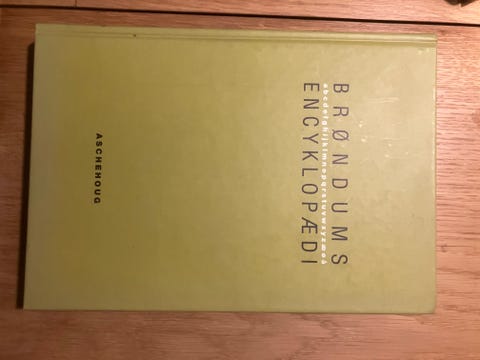 BRØNDUMS
abcdefghijklmnopqrstuvwxyzæøå
ENCYKLOPÆDI
ASCHEHOUG